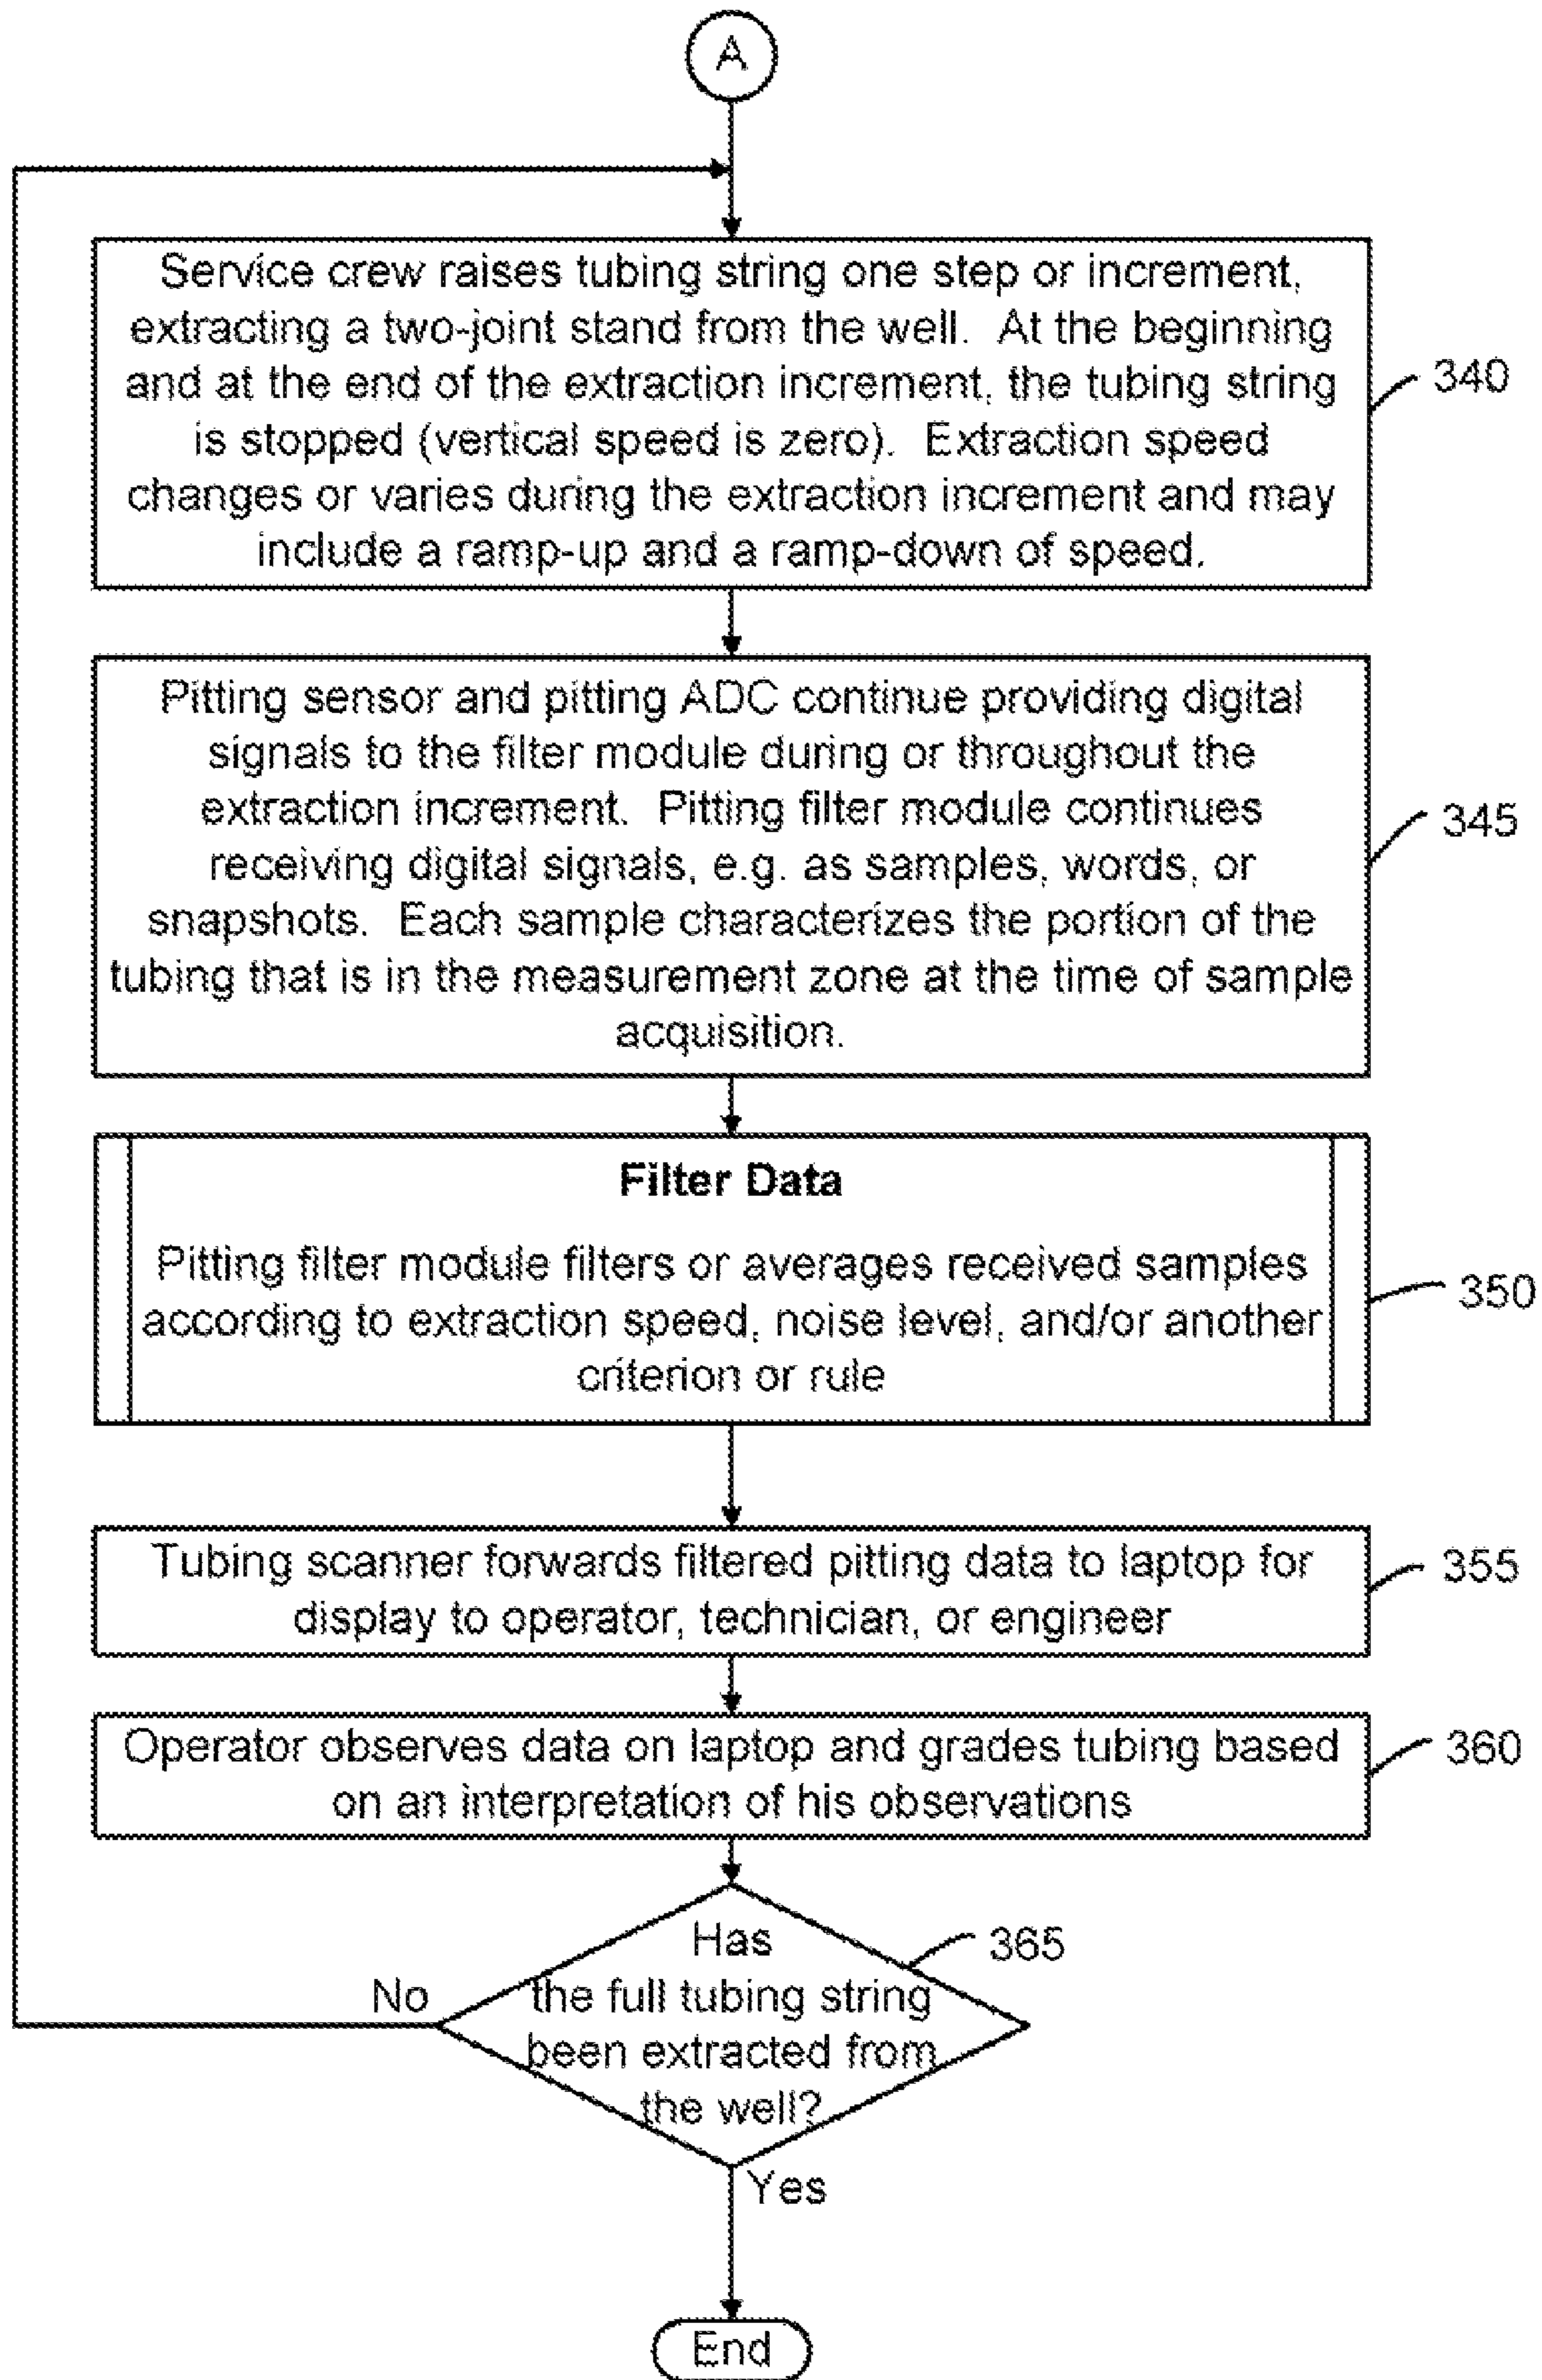 A
Service crew raises tubing string one step or increment,
extracting a two-joint stand from the well. At the beginning
and at the end of the extraction increment, the tubing string
is stopped (vertical speed is zero). Extraction speed
changes or varies during the extraction increment and may
include a ramp-up and a ramp-down of speed.
340
Pitting sensor and pitting ADC continue providing digital
signals to the filter module during or throughout the
extraction increment. Pitting filter module continues
receiving digital signals, e.g. as samples, words, or
snapshots. Each sample characterizes the portion of the
tubing that is in the measurement zone at the time of sample
acquisition.
345
Filter Data
Pitting filter module filters or averages received samples
according to extraction speed, noise level, and/or another
criterion or rule
350
Tubing scanner forwards filtered pitting data to laptop for
display to operator, technician, or engineer
355
Operator observes data on laptop and grades tubing based
on an interpretation of his observations
360
Has
the full tubing string
been extracted from
the well?
365
No
Yes
End